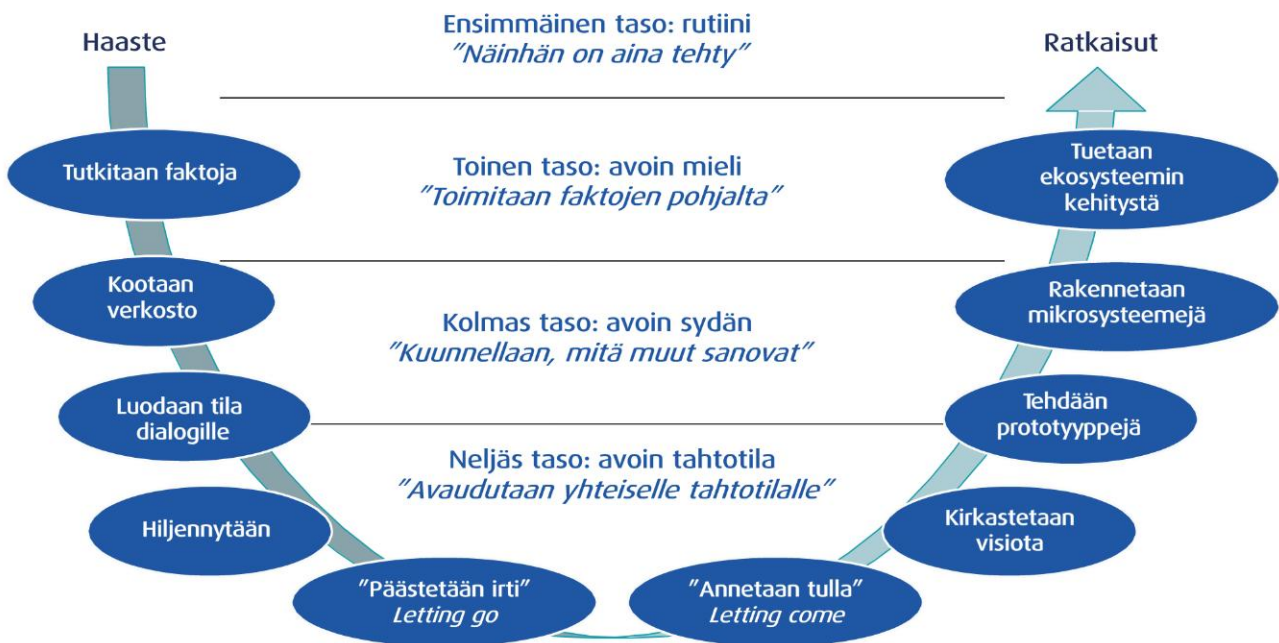 Haaste
Ensimmäinen taso: rutiini
"Näinhän on aina tehty"
Ratkaisut
Tutkitaan faktoja
Toinen taso: avoin mieli
"Toimitaan faktojen pohjalta"
Tuetaan
ekosysteemin
kehitystä
Kootaan
verkosto
Kolmas taso: avoin sydän
"Kuunnellaan, mitä muut sanovat"
Rakennetaan
mikrosysteemejä
Luodaan tila
dialogille
Neljäs taso: avoin tahtotila
"Avaudutaan yhteiselle tahtotilalle"
Tehdään
prototyyppejä
Hiljennytään
Kirkastetaan
visiota
"Päästetään irti"
Letting go
"Annetaan tulla"
Letting come